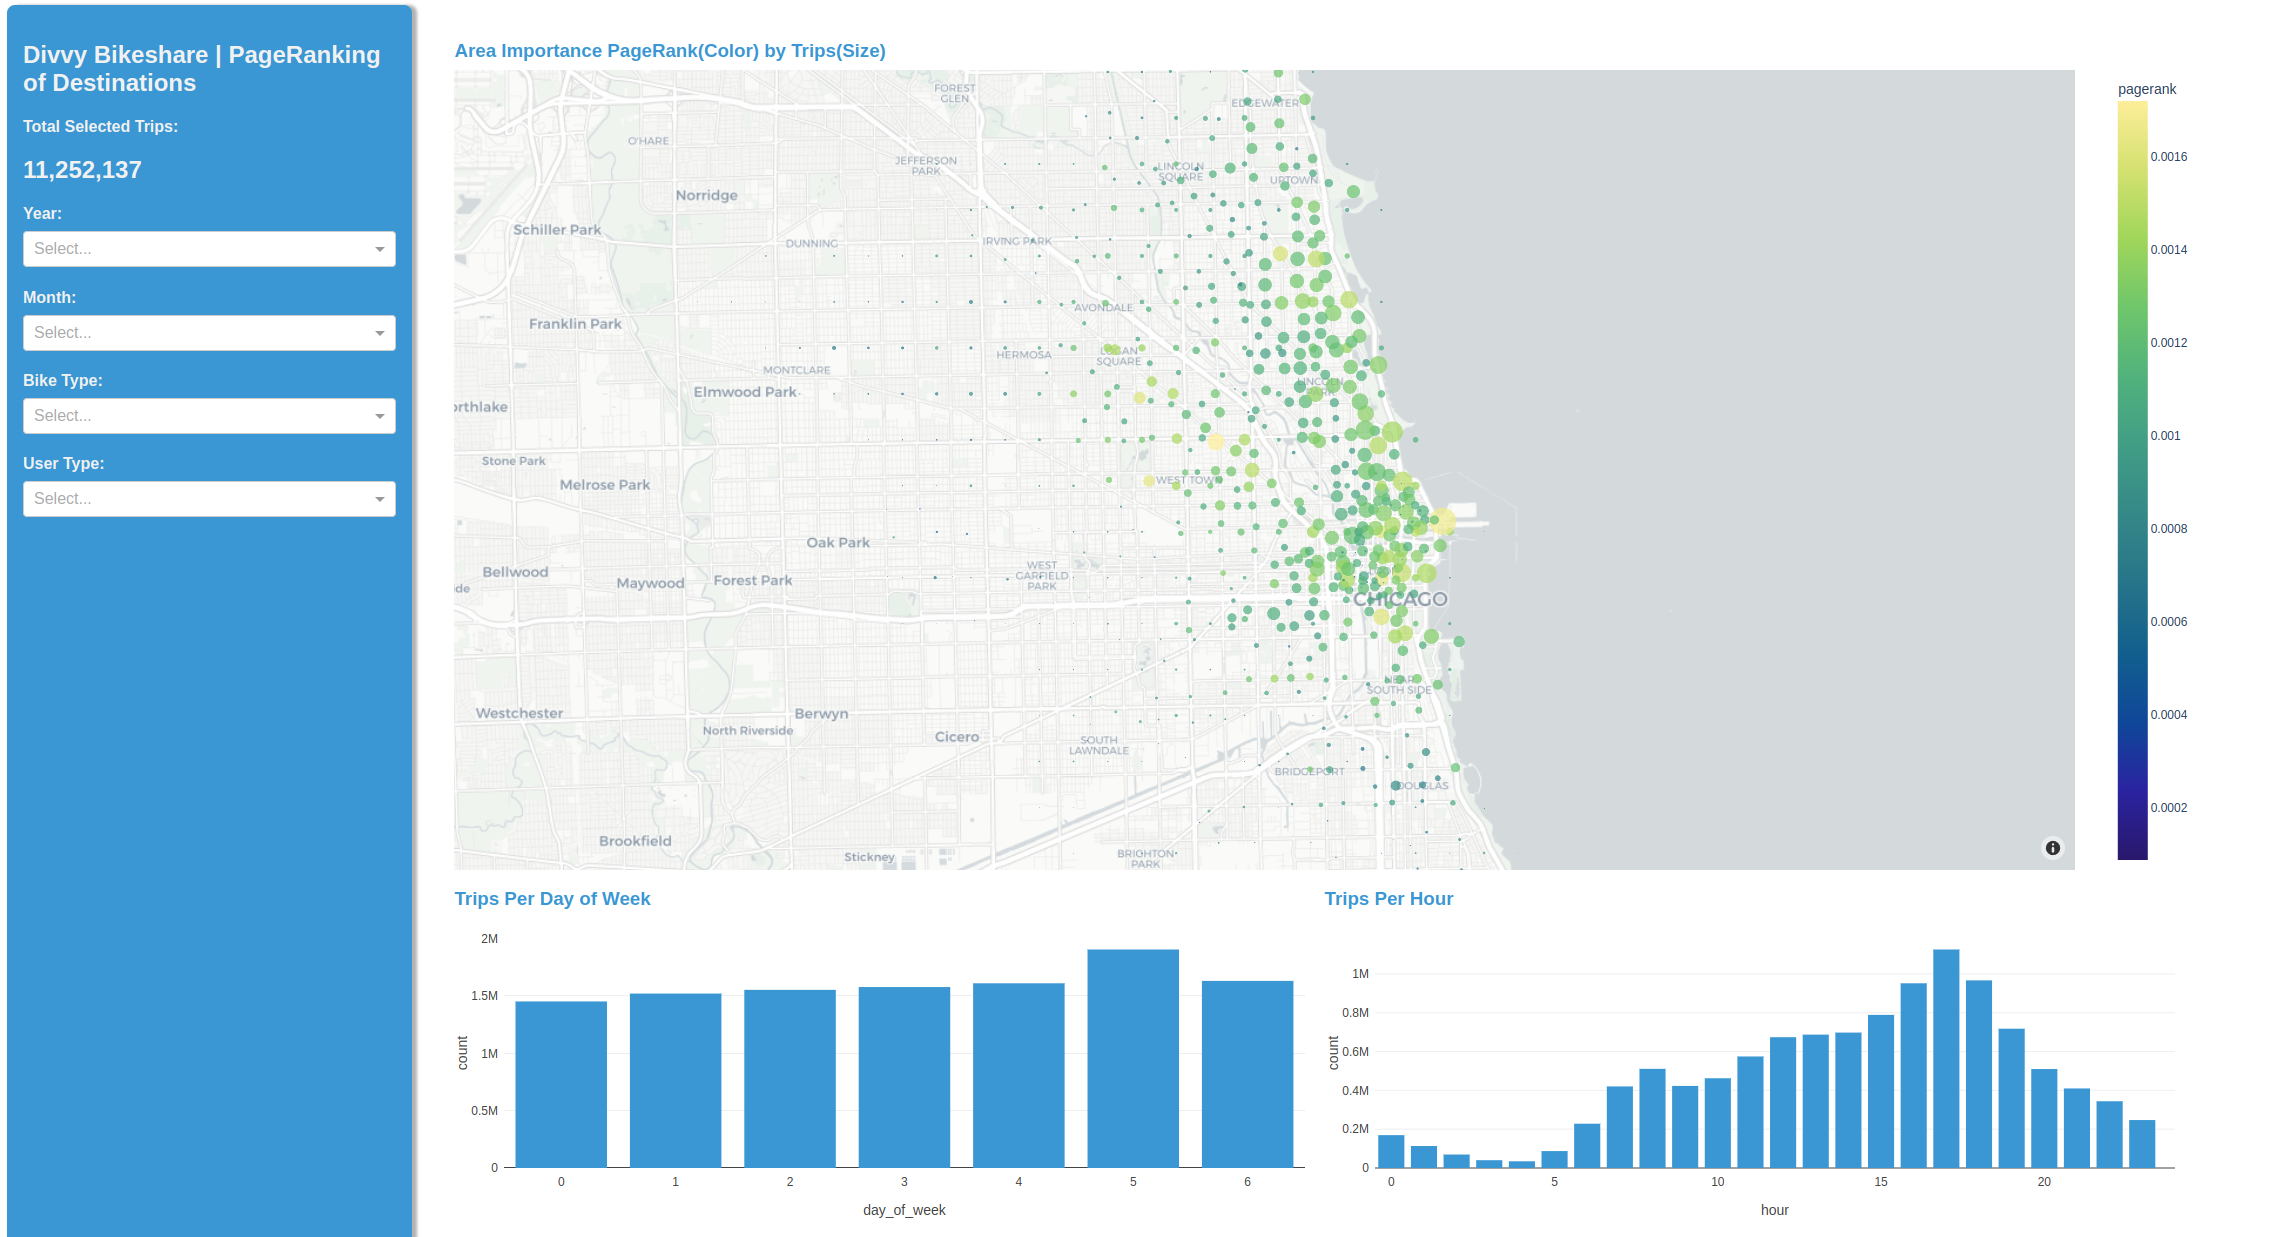 Divvy Bikeshare | PageRanking
of Destinations
Total Selected Trips:
11,252,137
Year:
Select...
Month:
Select...
Bike Type:
Select...
User Type:
Select...
Area Importance PageRank(Color) by Trips(Size)
FOREST
GLEN
EDGEWATER
O'HARE
JEFFERSON
PARK
LINCOLN
SQUARE
UPTOWN
Norridge
Schiller Park
DUNNING
IRVING PARK
AVONDALE
Franklin Park
HERMOSA
LOGAN
SQUARE
MONTCLARE
LINCOLN
PARK
Elmwood Park
orthlake
Stone Park
Melrose Park
WEST TOWN
Oak Park
Bellwood
Maywood
Forest Park
WEST
GARFIELD
PARK
ide
CHICAGO
NEAR
SOUTH SIDE
Westchester
Berwyn
North Riverside
Cicero
SOUTH
LAWNDALE
BRIDGEPORT
DOUGLAS
Brookfield
Stickney
BRIGHTON
PARK
pagerank
0.0016
0.0014
0.0012
0.001
0.0008
0.0006
0.0004
0.0002
Trips Per Day of Week
2M
1.5M
1M
0.5M
0
count
0 1 2 3 4 5 6
day_of_week
Trips Per Hour
1M
0.8M
0.6M
0.4M
0.2M
0
count
0 5 10 15 20
hour